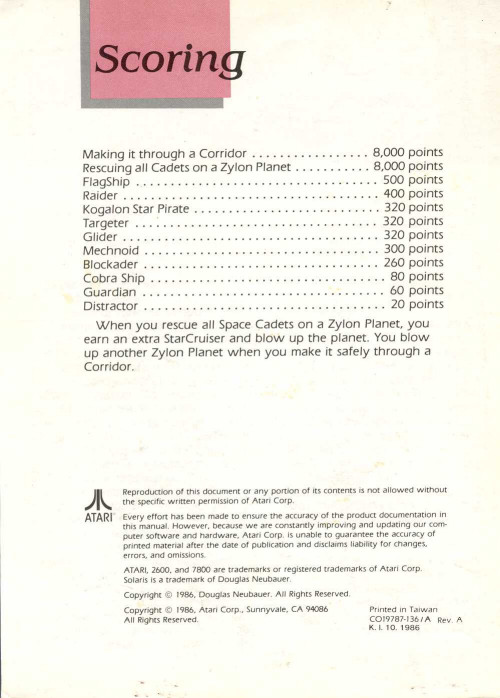 Scoring
Making it through a Corridor . . . . . . . . . . . . . . . . . 8,000 points
Rescuing all Cadets on a Zylon Planet . . . . . . . . . . . 8,000 points
FlagShip . . . . . . . . . . . . . . . . . . . . . . . . . . . . . . . . . . . 500 points
Raider . . . . . . . . . . . . . . . . . . . . . . . . . . . . . . . . . . . . . 400 points
Kogalon Star Pirate . . . . . . . . . . . . . . . . . . . . . . . . . . . 320 points
Targeter . . . . . . . . . . . . . . . . . . . . . . . . . . . . . . . . . . . 320 points
Glider . . . . . . . . . . . . . . . . . . . . . . . . . . . . . . . . . . . . . 320 points
Mechnoid . . . . . . . . . . . . . . . . . . . . . . . . . . . . . . . . . . 300 points
Blockader . . . . . . . . . . . . . . . . . . . . . . . . . . . . . . . . . . 260 points
Cobra Ship . . . . . . . . . . . . . . . . . . . . . . . . . . . . . . . . . . 80 points
Guardian . . . . . . . . . . . . . . . . . . . . . . . . . . . . . . . . . . . 60 points
Distractor . . . . . . . . . . . . . . . . . . . . . . . . . . . . . . . . . . . 20 points
When you rescue all Space Cadets on a Zylon Planet, you
earn an extra StarCruiser and blow up the planet. You blow
up another Zylon Planet when you make it safely through a
Corridor.
Reproduction of this document or any portion of its contents is not allowed without
the specific written permission of Atari Corp.
ATARI® Every effort has been made to ensure the accuracy of the product documentation in
this manual. However, because we are constantly improving and updating our com-
puter software and hardware, Atari Corp. is unable to guarantee the accuracy of
printed material after the date of publication and disclaims liability for changes,
errors, and omissions.
ATARI, 2600, and 7800 are trademarks or registered trademarks of Atari Corp.
Solaris is a trademark of Douglas Neubauer.
Copyright © 1986, Douglas Neubauer. All Rights Reserved.
Copyright © 1986, Atari Corp., Sunnyvale, CA 94086 Printed in Taiwan
All Rights Reserved. CO19787-136/A Rev. A
K. I. 10. 1986